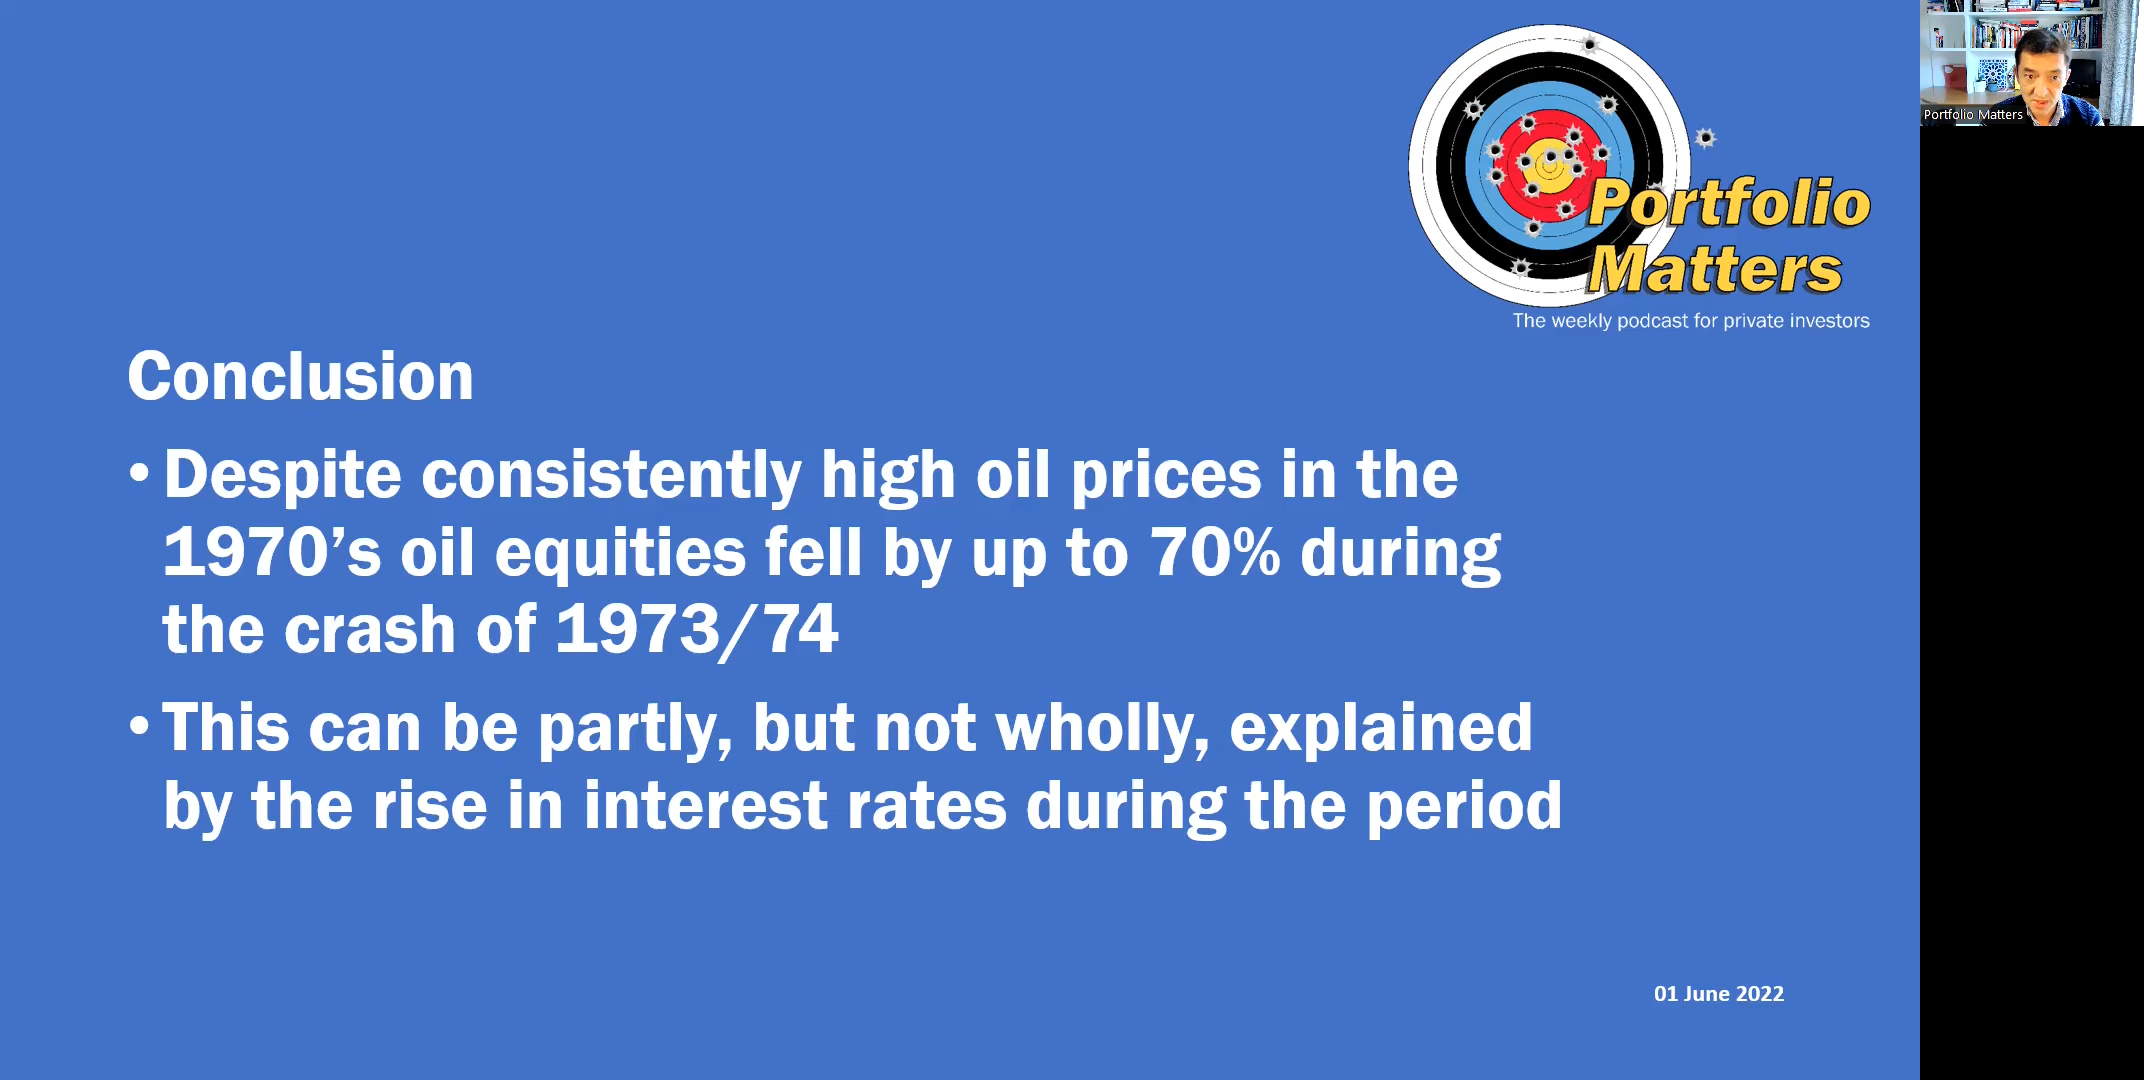 Portfolio Matters
Portfolio
Matters
The weekly podcast for private investors
Conclusion
• Despite consistently high oil prices in the
1970’s oil equities fell by up to 70% during
the crash of 1973/74
• This can be partly, but not wholly, explained
by the rise in interest rates during the period
01 June 2022